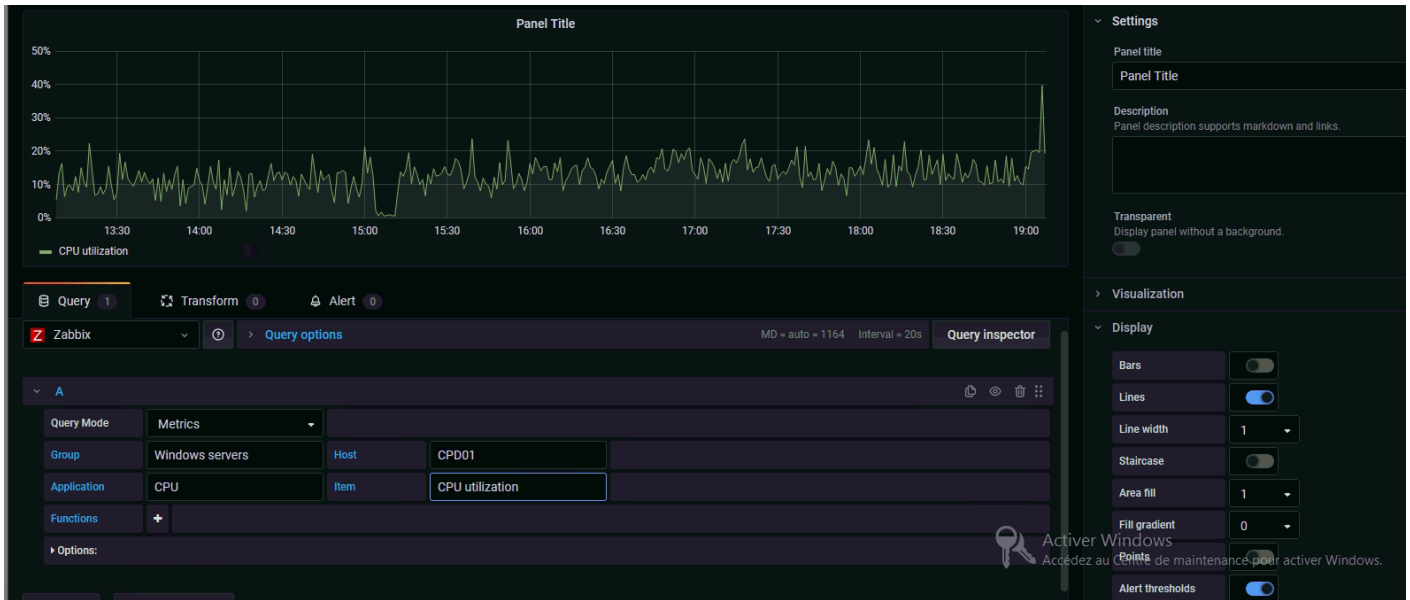 Panel Title
50%
40%
30%
20%
10%
0%
13:30 14:00 14:30 15:00 15:30 16:00 16:30 17:00 17:30 18:00 18:30 19:00
CPU utilization
Query 1 Transform 0 Alert 0
Z Zabbix Query options MD = auto = 1164 Interval = 20s Query inspector
A
Query Mode Metrics
Group Windows servers Host CPD01
Application CPU Item CPU utilization
Functions +
Options:
Settings
Panel title
Panel Title
Description
Panel description supports markdown and links.
Transparent
Display panel without a background.
Visualization
Display
Bars
Lines
Line width 1
Staircase
Area fill 1
Fill gradient 0
Points
Alert thresholds
Activer Windows
Accédez au Centre de maintenance pour activer Windows.